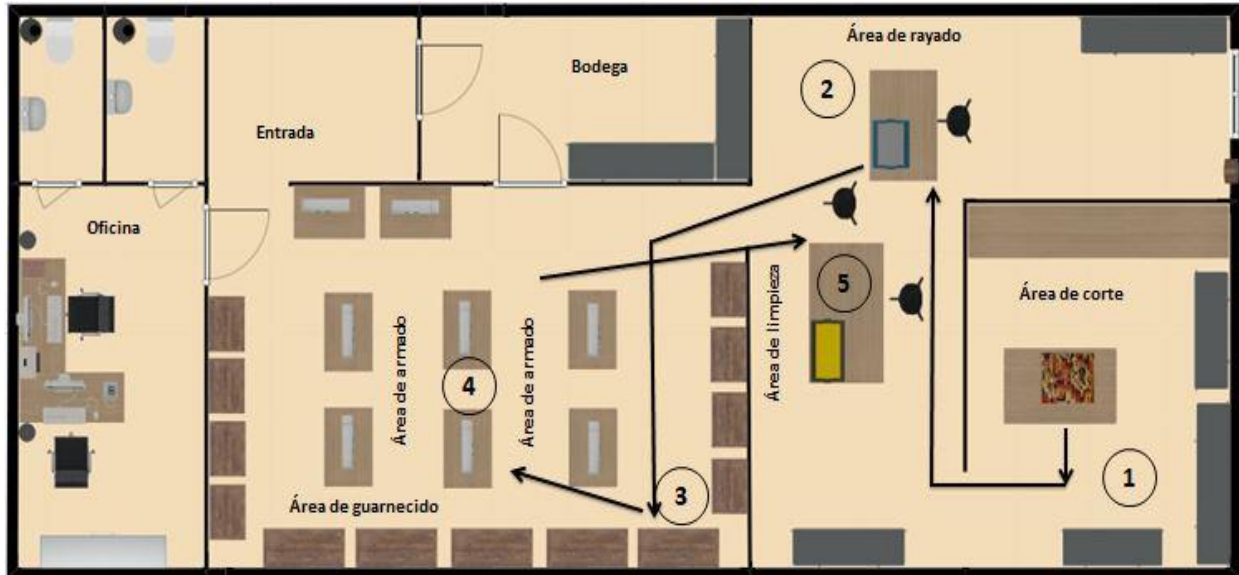 Área de rayado
Bodega
2
Entrada
Oficina
Área de limpieza
5
Área de corte
Área de armado
4
Área de armado
3
1
Área de guarnecido